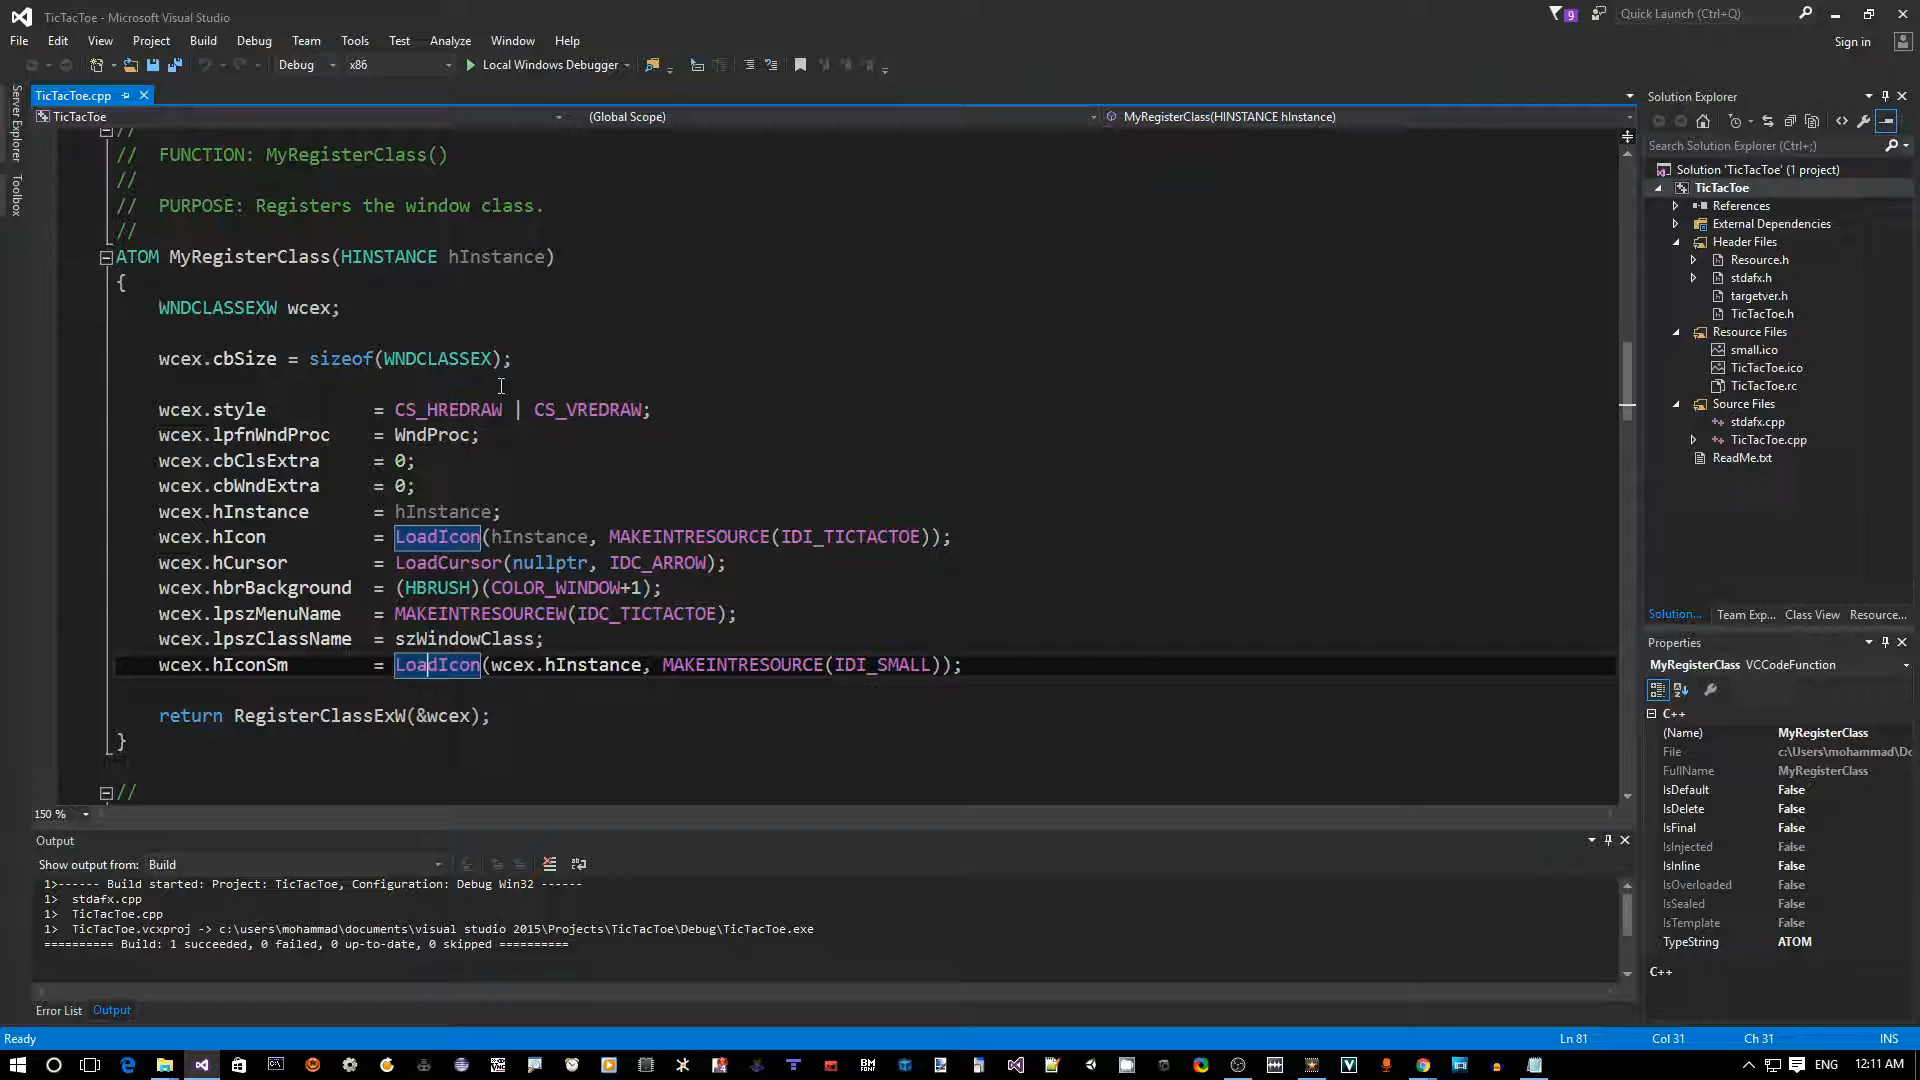 TicTacToe - Microsoft Visual Studio
9
Quick Launch (Ctrl+Q)
File Edit View Project Build Debug Team Tools Test Analyze Window Help
Sign in
Debug x86 Local Windows Debugger
Server Explorer
Toolbox
TicTacToe.cpp
TicTacToe (Global Scope) MyRegisterClass(HINSTANCE hInstance)
//
// FUNCTION: MyRegisterClass()
//
// PURPOSE: Registers the window class.
//
ATOM MyRegisterClass(HINSTANCE hInstance)
{
WNDCLASSEXW wcex;
wcex.cbSize = sizeof(WNDCLASSEX);
wcex.style = CS_HREDRAW | CS_VREDRAW;
wcex.lpfnWndProc = WndProc;
wcex.cbClsExtra = 0;
wcex.cbWndExtra = 0;
wcex.hInstance = hInstance;
wcex.hIcon = LoadIcon(hInstance, MAKEINTRESOURCE(IDI_TICTACTOE));
wcex.hCursor = LoadCursor(nullptr, IDC_ARROW);
wcex.hbrBackground = (HBRUSH)(COLOR_WINDOW+1);
wcex.lpszMenuName = MAKEINTRESOURCEW(IDC_TICTACTOE);
wcex.lpszClassName = szWindowClass;
wcex.hIconSm = LoadIcon(wcex.hInstance, MAKEINTRESOURCE(IDI_SMALL));
return RegisterClassExW(&wcex);
}
//
150 %
Output
Show output from: Build
1>------ Build started: Project: TicTacToe, Configuration: Debug Win32 ------
1> stdafx.cpp
1> TicTacToe.cpp
1> TicTacToe.vcxproj -> c:\users\mohammad\documents\visual studio 2015\Projects\TicTacToe\Debug\TicTacToe.exe
========== Build: 1 succeeded, 0 failed, 0 up-to-date, 0 skipped ==========
Error List Output
Solution Explorer
Search Solution Explorer (Ctrl+;)
Solution 'TicTacToe' (1 project)
TicTacToe
References
External Dependencies
Header Files
Resource.h
stdafx.h
targetver.h
TicTacToe.h
Resource Files
small.ico
TicTacToe.ico
TicTacToe.rc
Source Files
stdafx.cpp
TicTacToe.cpp
ReadMe.txt
Solution... Team Exp... Class View Resource...
Properties
MyRegisterClass VCCodeFunction
C++
(Name) MyRegisterClass
File c:\Users\mohammad\Do
FullName MyRegisterClass
IsDefault False
IsDelete False
IsFinal False
IsInjected False
IsInline False
IsOverloaded False
IsSealed False
IsTemplate False
TypeString ATOM
C++
Ready Ln 81 Col 31 Ch 31 INS
ENG 12:11 AM